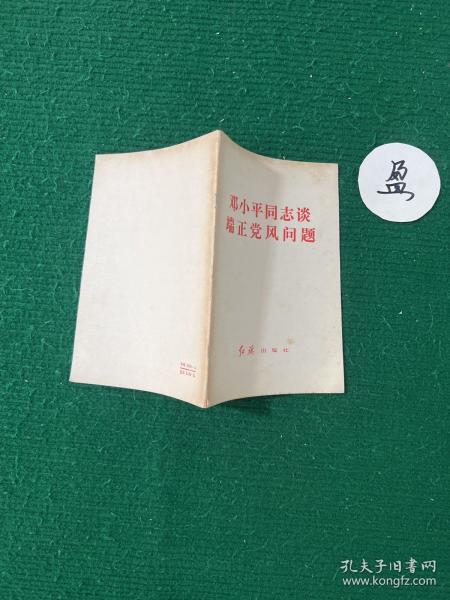 邓小平同志谈
端正党风问题
红旗 出版社
盈
孔夫子旧书网
www.kongfz.com